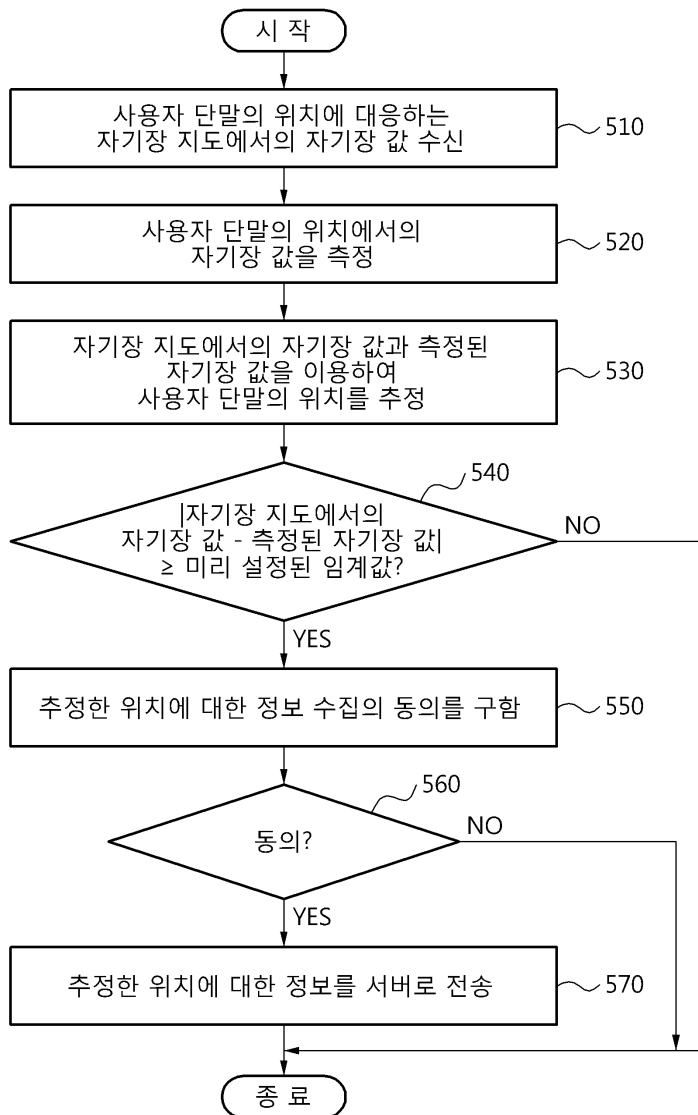 시 작
사용자 단말의 위치에 대응하는
자기장 지도에서의 자기장 값 수신
510
사용자 단말의 위치에서의
자기장 값을 측정
520
자기장 지도에서의 자기장 값과 측정된
자기장 값을 이용하여
사용자 단말의 위치를 추정
530
540
|자기장 지도에서의
자기장 값 - 측정된 자기장 값|
≥ 미리 설정된 임계값?
NO
YES
추정한 위치에 대한 정보 수집의 동의를 구함
550
560
동의?
NO
YES
추정한 위치에 대한 정보를 서버로 전송
570
종 료